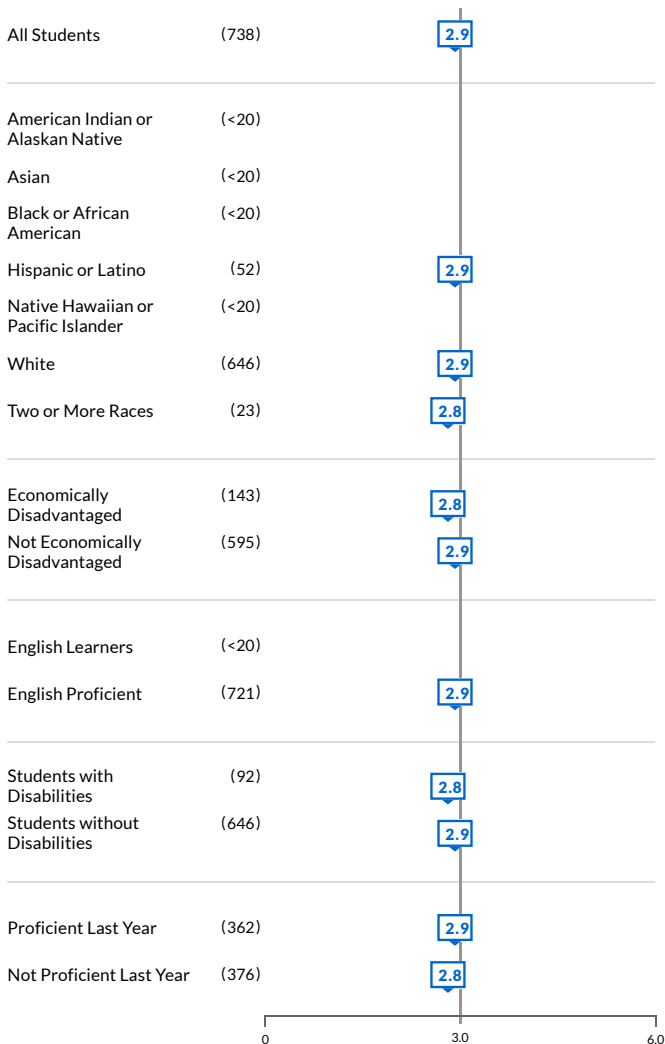 All Students (738) 2.9
American Indian or (<20)
Alaskan Native
Asian (<20)
Black or African (<20)
American
Hispanic or Latino (52) 2.9
Native Hawaiian or (<20)
Pacific Islander
White (646) 2.9
Two or More Races (23) 2.8
Economically (143) 2.8
Disadvantaged
Not Economically (595) 2.9
Disadvantaged
English Learners (<20)
English Proficient (721) 2.9
Students with (92) 2.8
Disabilities
Students without (646) 2.9
Disabilities
Proficient Last Year (362) 2.9
Not Proficient Last Year (376) 2.8
0 3.0 6.0